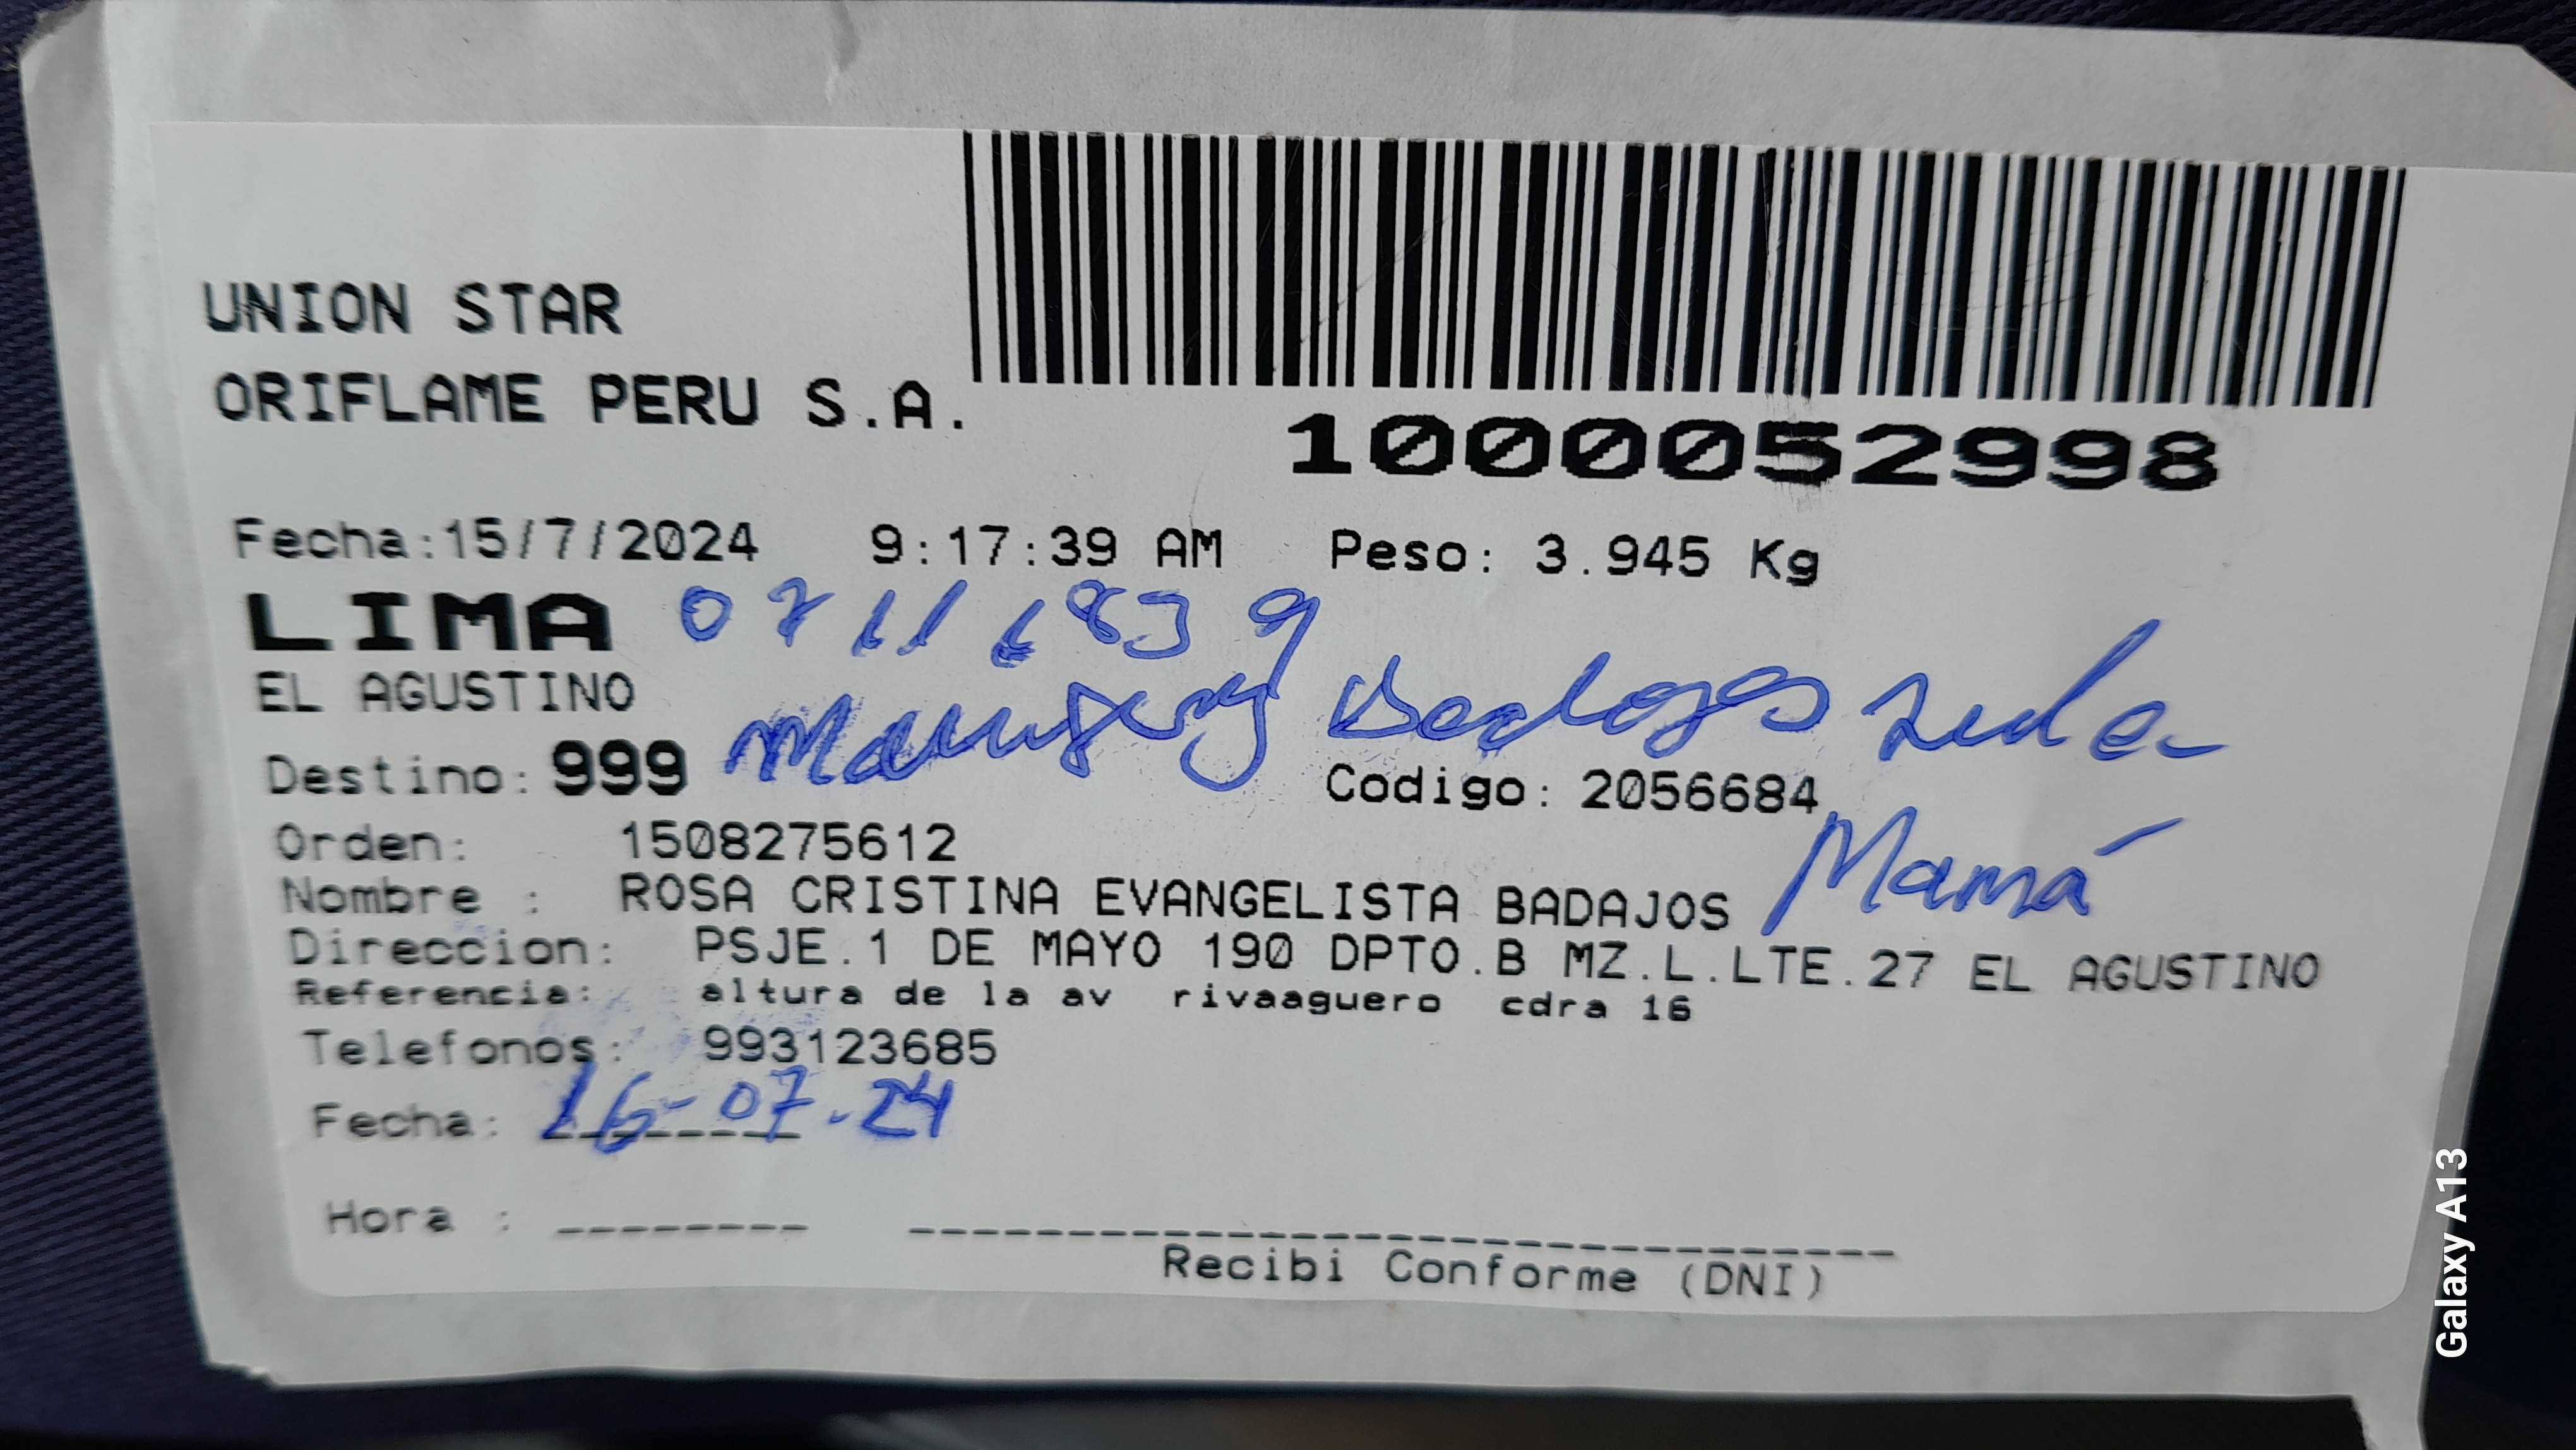 UNION STAR
ORIFLAME PERU S.A.
1000052998
Fecha:15/7/2024 9:17:39 AM Peso: 3.945 Kg
LIMA 07116839
EL AGUSTINO
Destino: 999
Codigo: 2056684
Orden: 1508275612
Nombre : ROSA CRISTINA EVANGELISTA BADAJOS Mamá
Direccion: PSJE.1 DE MAYO 190 DPTO.B MZ.L.LTE.27 EL AGUSTINO
Referencia: altura de la av rivaaguero cdra 16
Telefonos: 993123685
Fecha: 16-07-24
Hora :
Recibi Conforme (DNI)
Galaxy A13